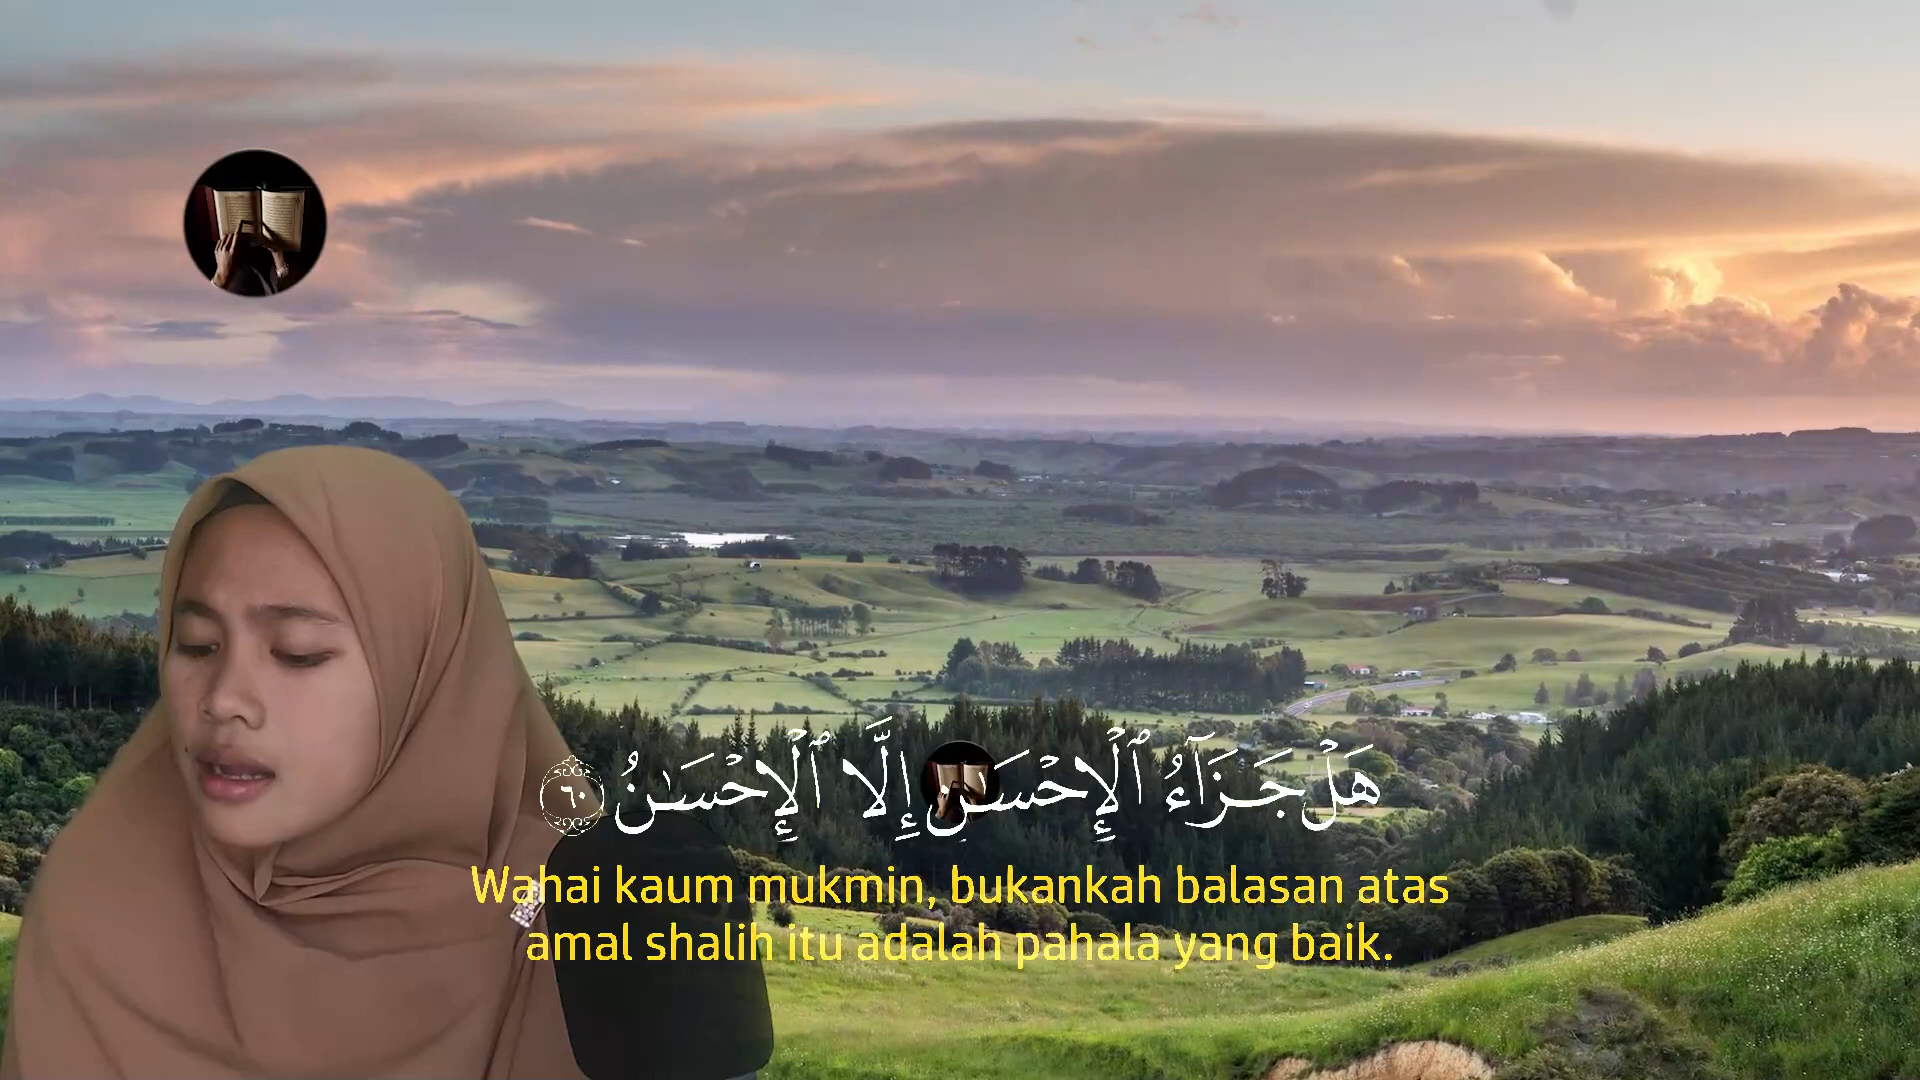 هَلْ جَزَآءُ ٱلْإِحْسَٰنِ إِلَّا ٱلْإِحْسَٰنُ ٦٠
Wahai kaum mukmin, bukankah balasan atas
amal shalih itu adalah pahala yang baik.